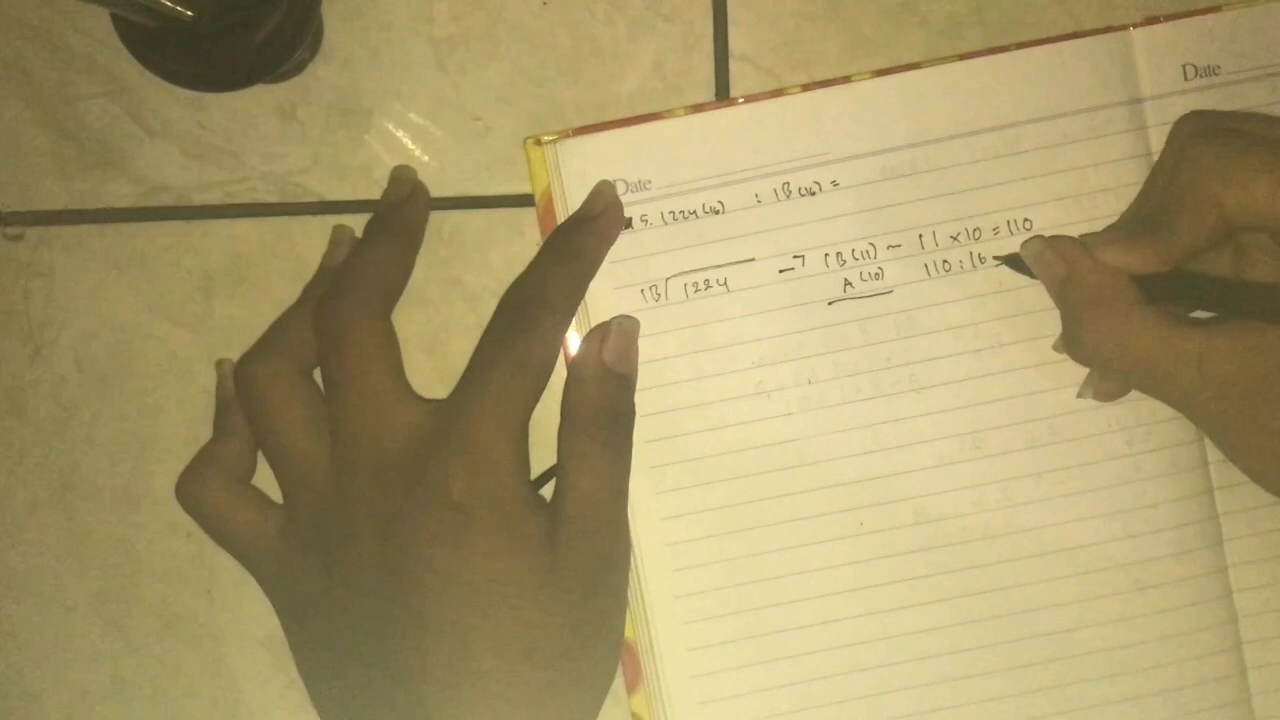 Date
Date
5. 1224(16) : 1B(16) =
1B 1224 → 1B(11) ~ 11 x 10 = 110
A(10) 110 : 16